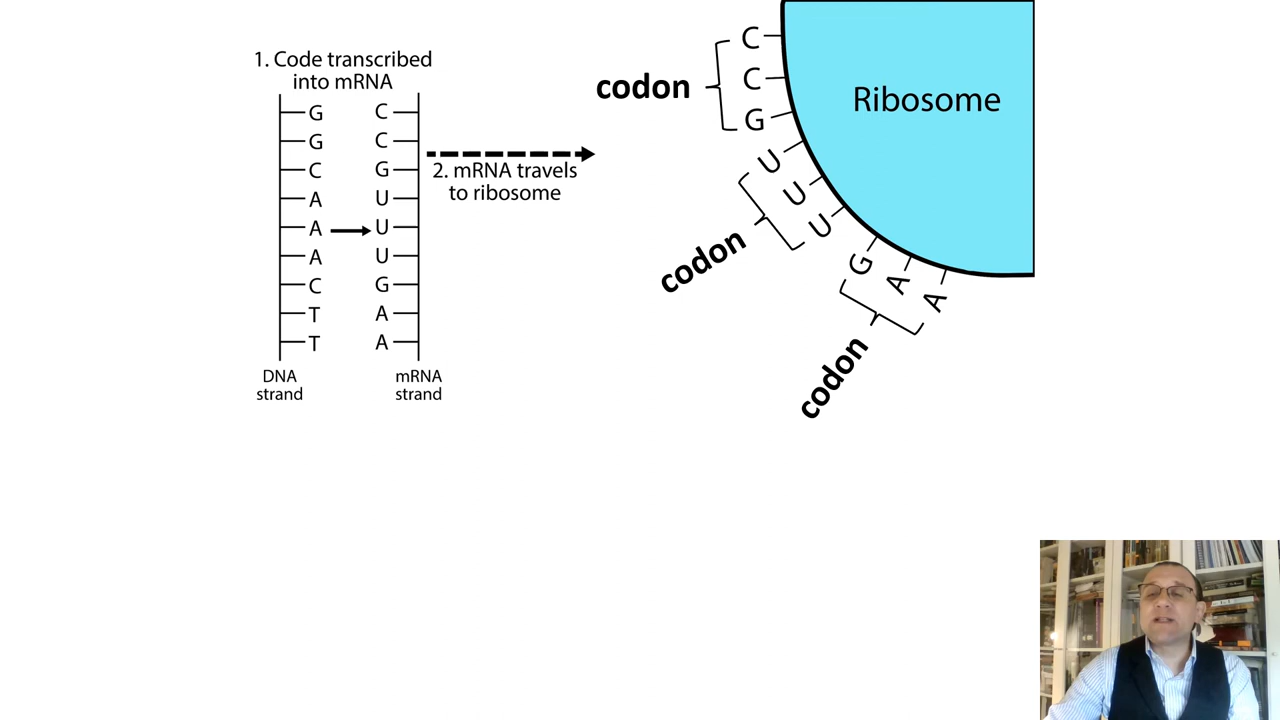 1. Code transcribed
into mRNA
G C
G C
C G
A U
A U
A U
C G
T A
T A
DNA
strand
mRNA
strand
2. mRNA travels
to ribosome
codon
C
C
G
codon
U
U
U
codon
G
A
A
Ribosome